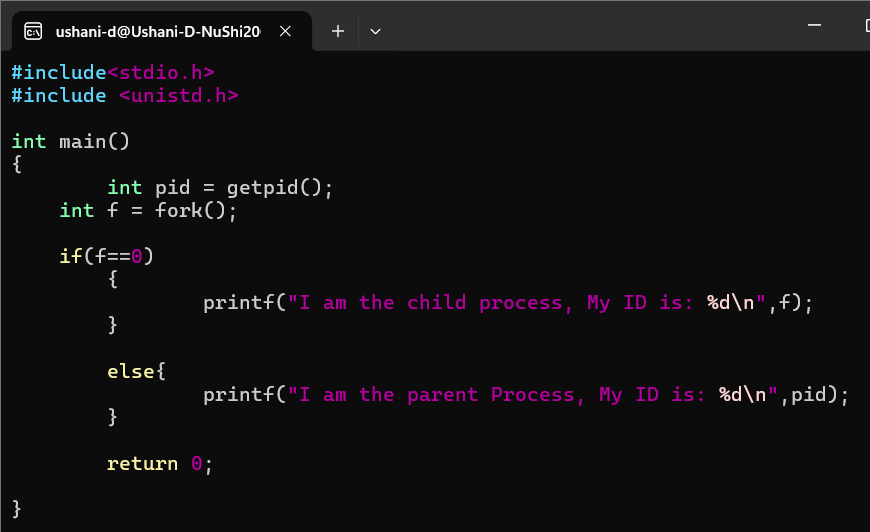 ushani-d@Ushani-D-NuShi20
#include<stdio.h>
#include <unistd.h>
int main()
{
int pid = getpid();
int f = fork();
if(f==0)
{
printf("I am the child process, My ID is: %d\n",f);
}
else{
printf("I am the parent Process, My ID is: %d\n",pid);
}
return 0;
}